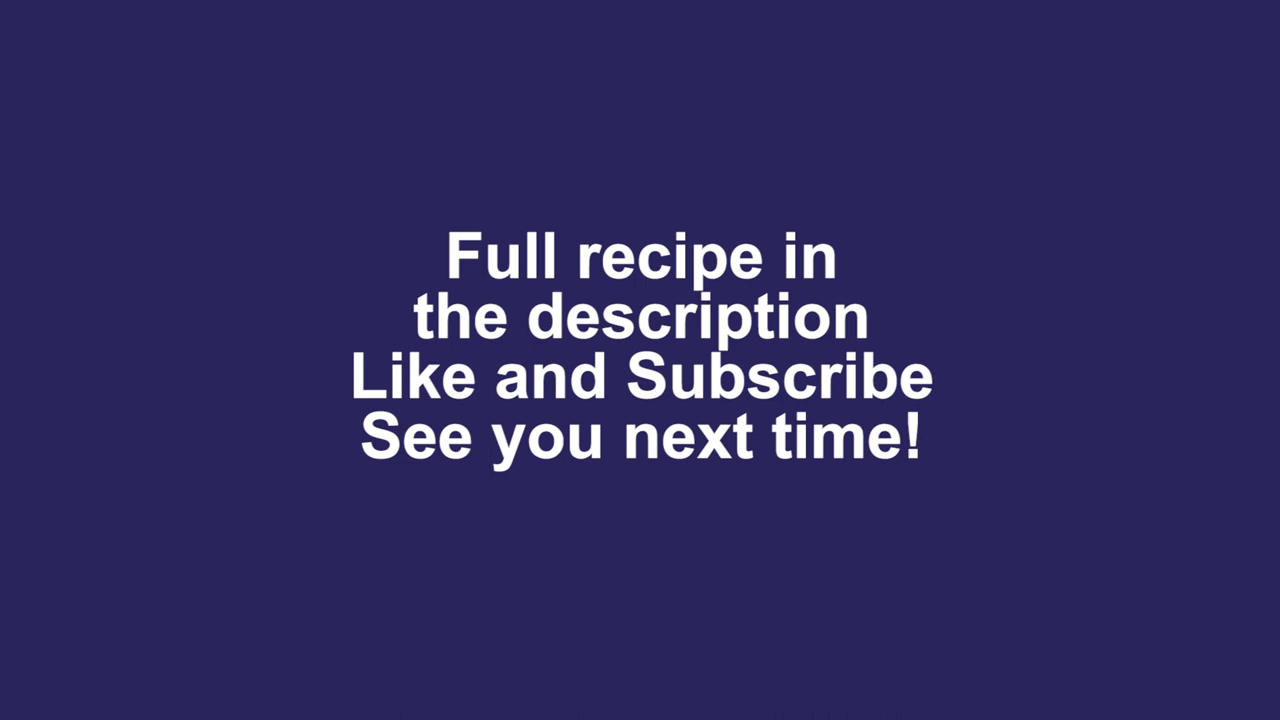 Full recipe in
the description
Like and Subscribe
See you next time!